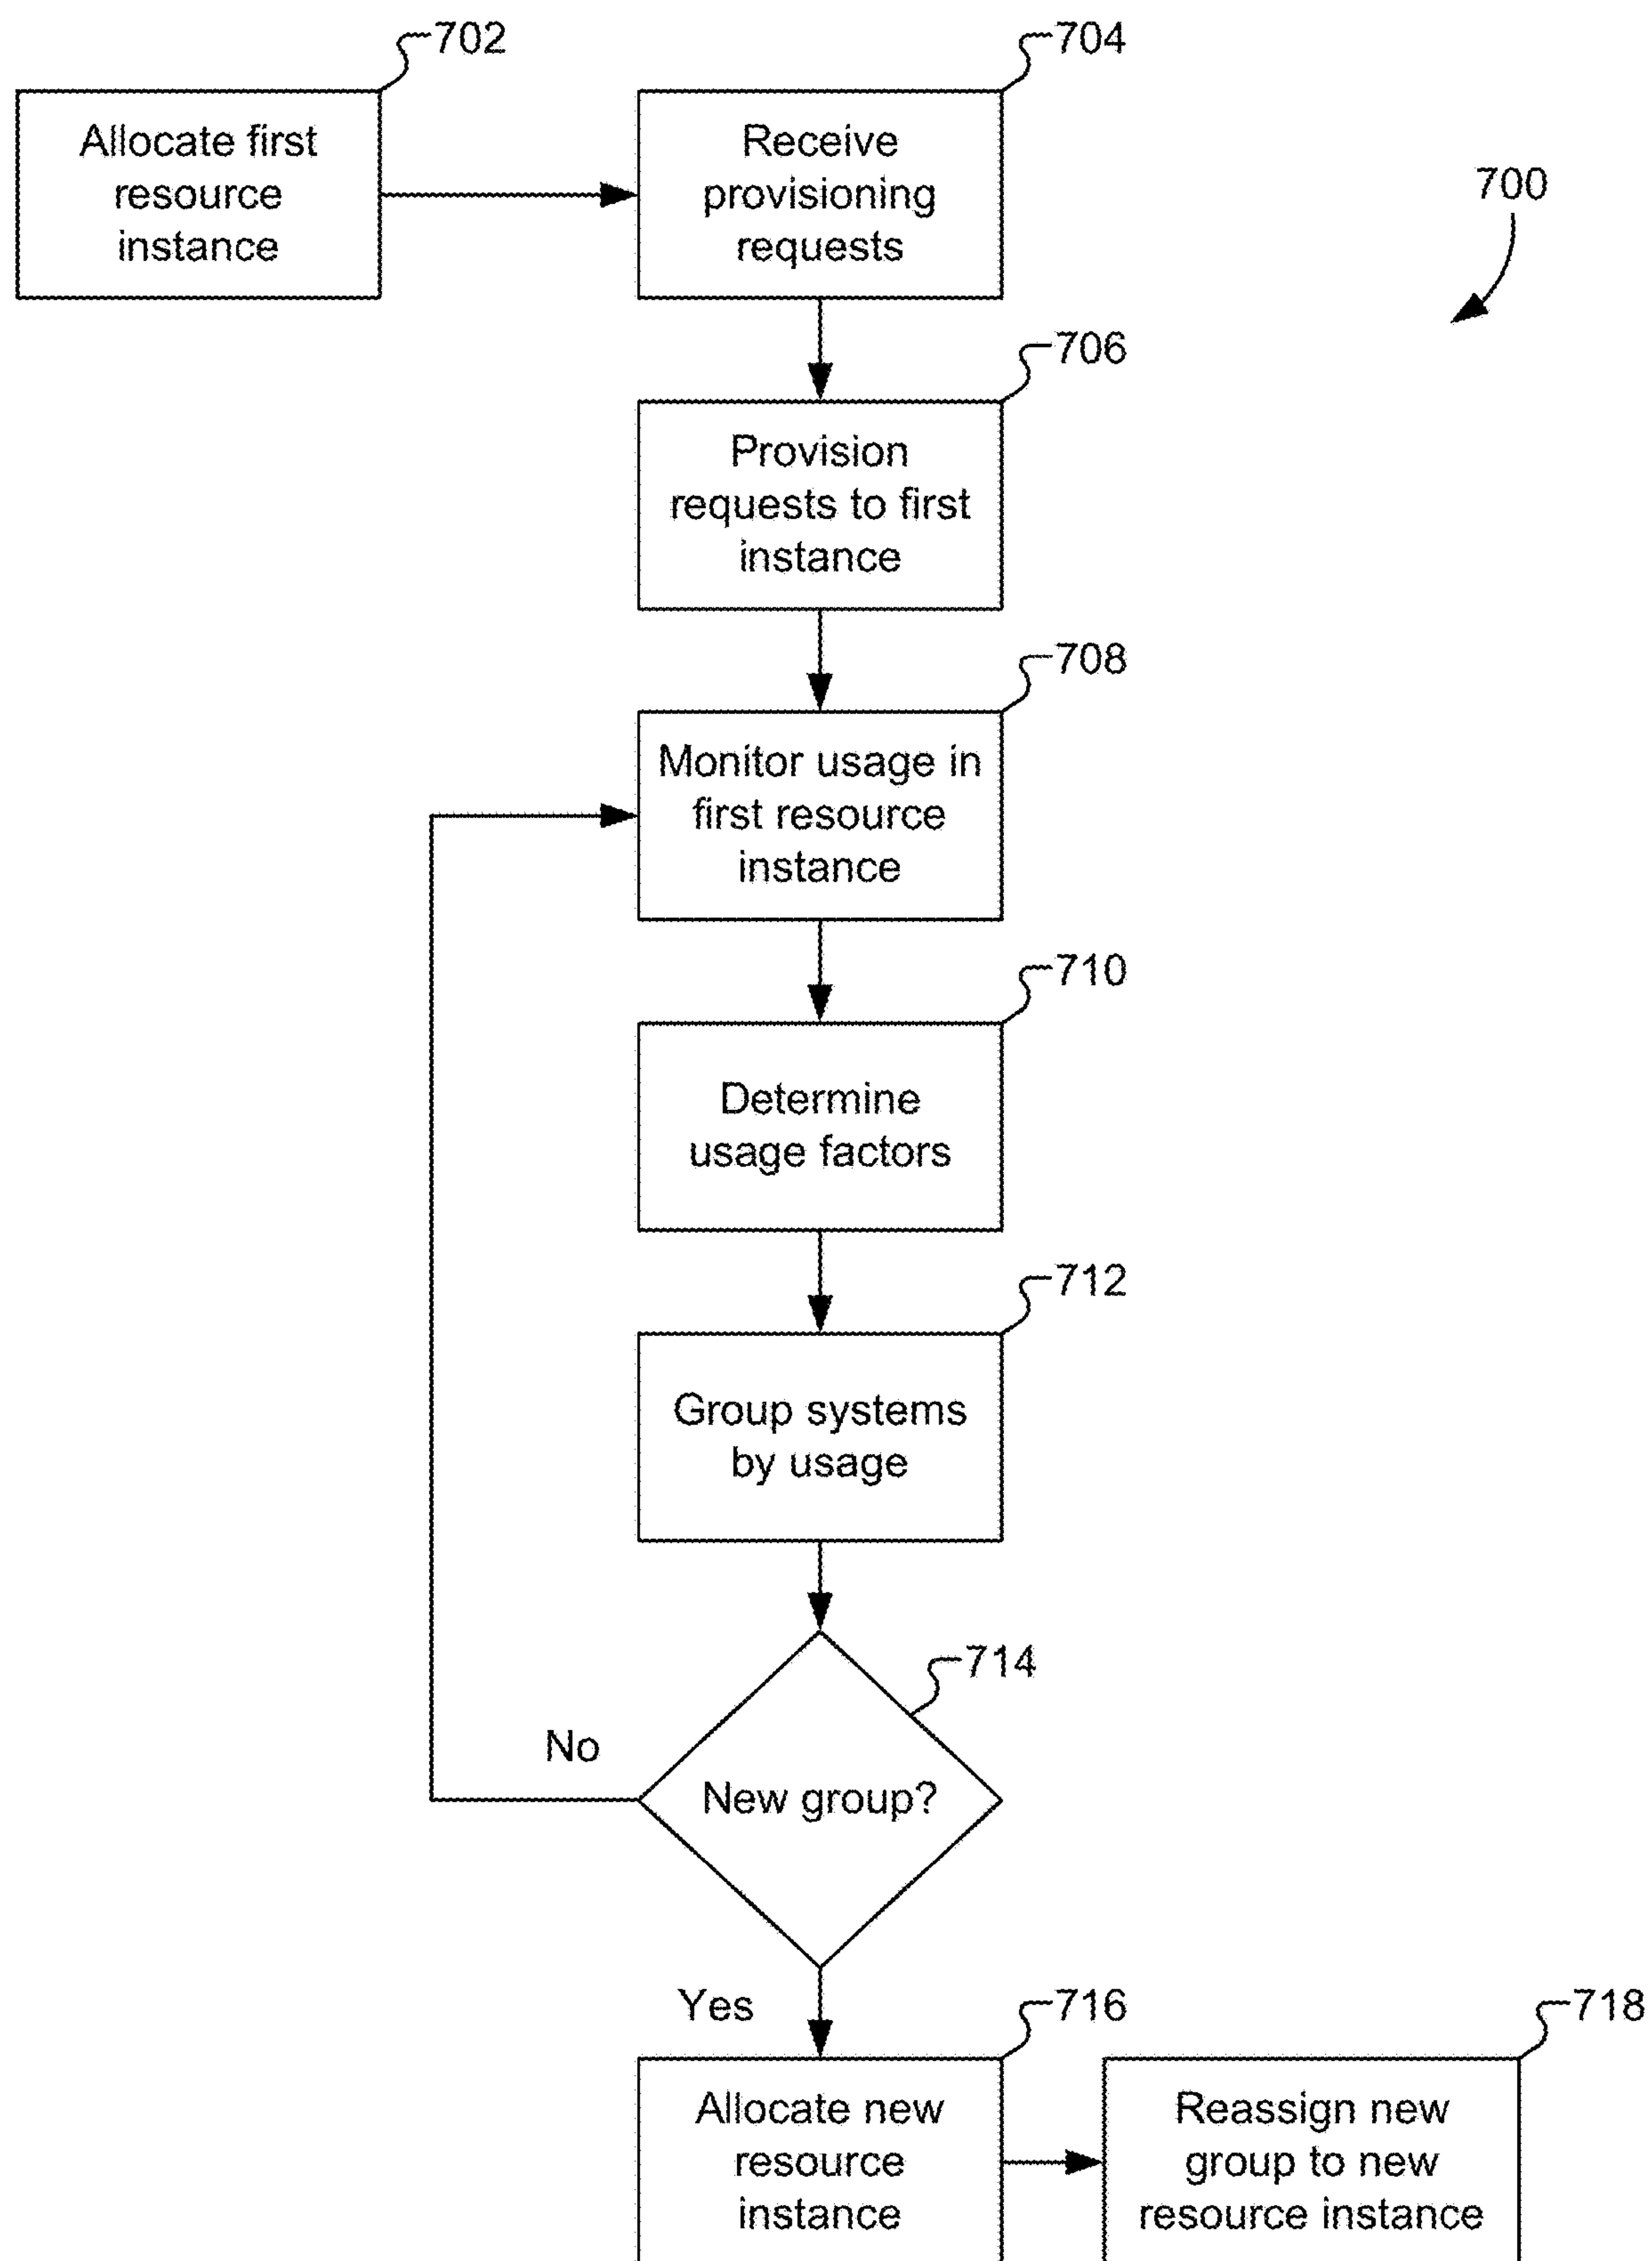 702
Allocate first
resource
instance
704
Receive
provisioning
requests
700
706
Provision
requests to first
instance
708
Monitor usage in
first resource
instance
710
Determine
usage factors
712
Group systems
by usage
714
No
New group?
Yes
716
Allocate new
resource
instance
718
Reassign new
group to new
resource instance